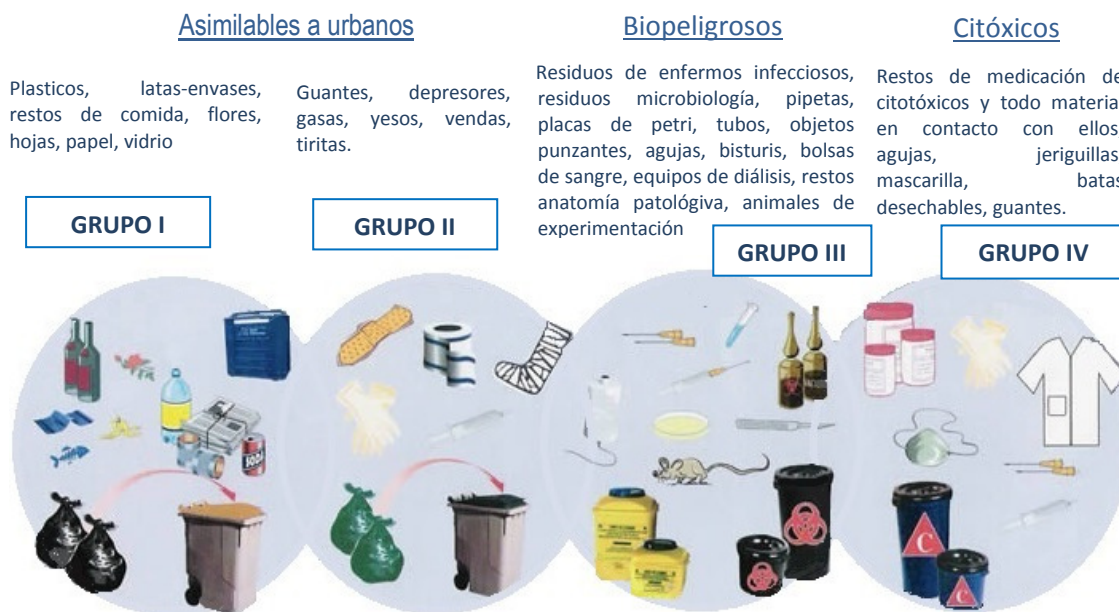 Asimilables a urbanos
Plasticos, latas-envases,
restos de comida, flores,
hojas, papel, vidrio
GRUPO I
Guantes, depresores,
gasas, yesos, vendas,
tiritas.
GRUPO II
Biopeligrosos
Residuos de enfermos infecciosos,
residuos microbiología, pipetas,
placas de petri, tubos, objetos
punzantes, agujas, bisturis, bolsas
de sangre, equipos de diálisis, restos
anatomía patológiva, animales de
experimentación
GRUPO III
Citóxicos
Restos de medicación de
citotóxicos y todo materia
en contacto con ellos
agujas, jeriguillas
mascarilla, batas
desechables, guantes.
GRUPO IV
SODA
C
C